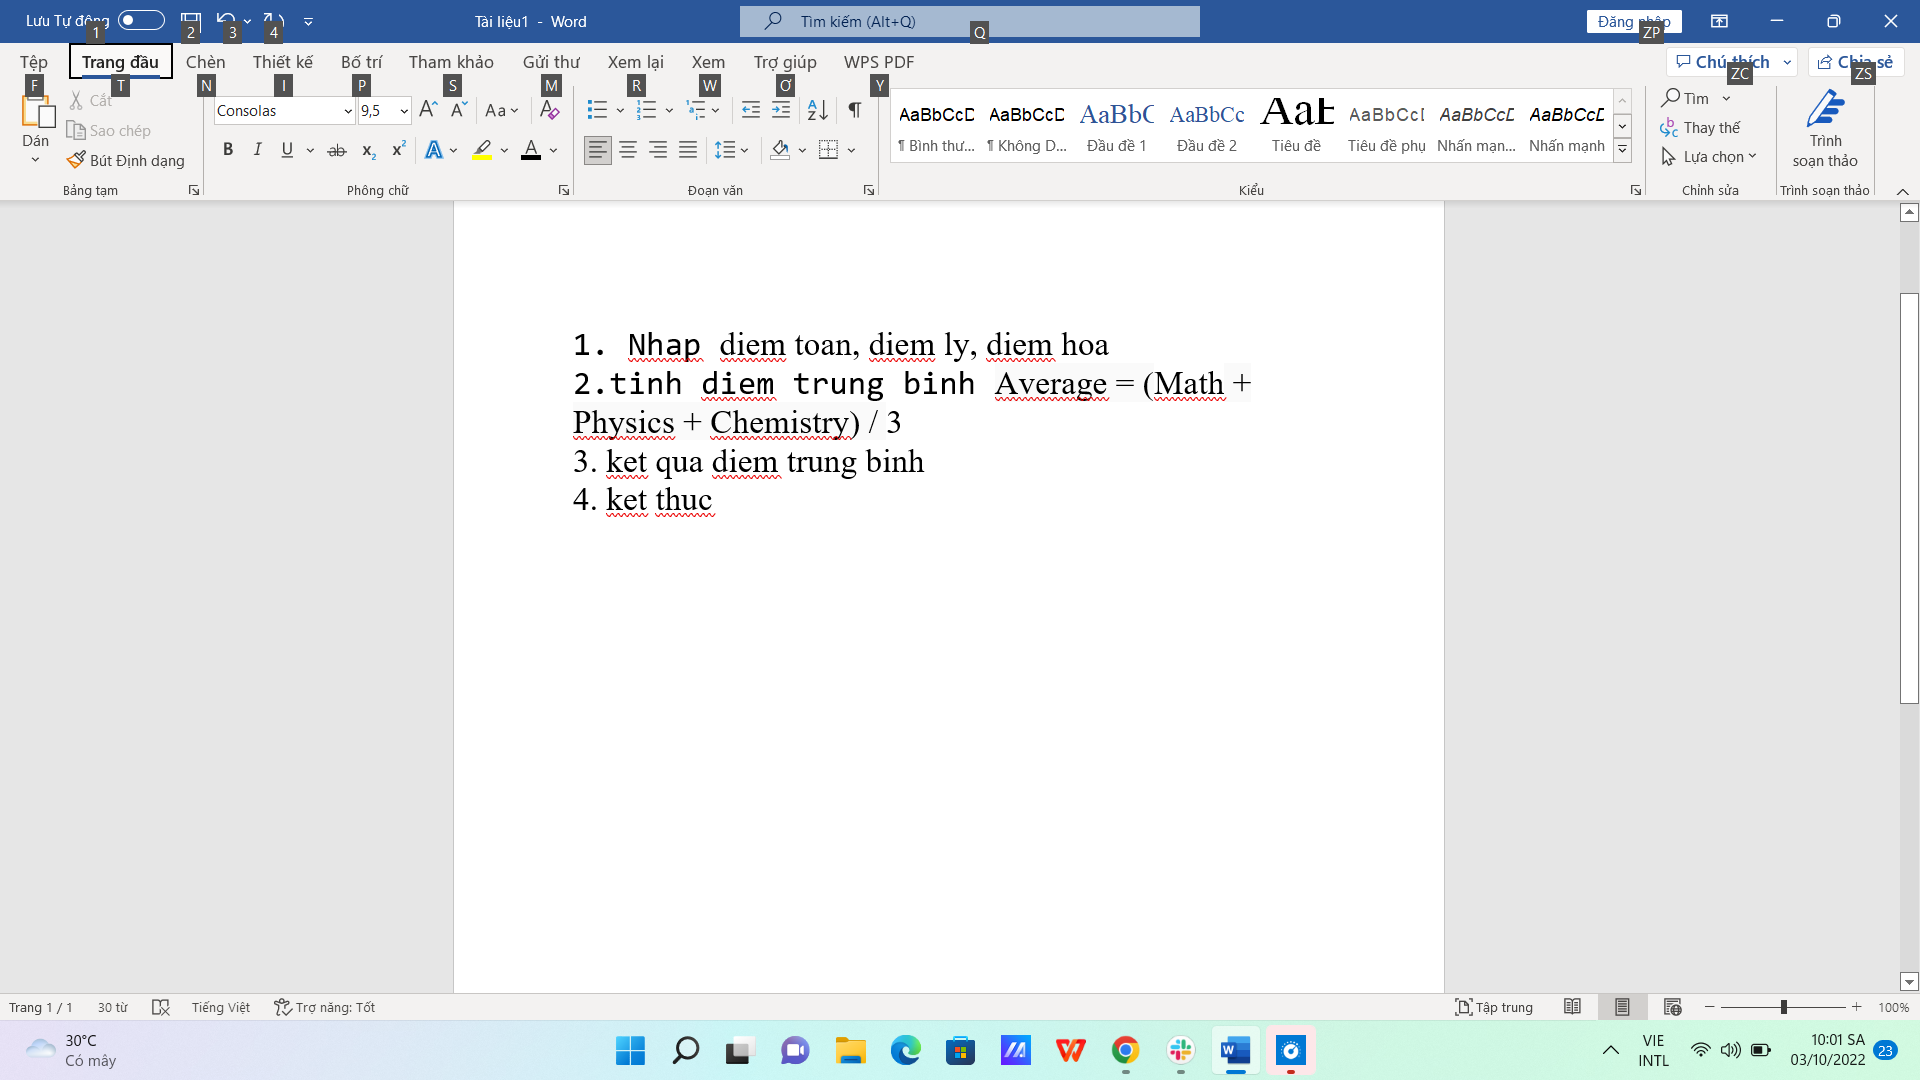 Lưu Tự động
Tài liệu1 - Word
Tìm kiếm (Alt+Q)
1
2
3
4
Q
ZP
Tệp
Trang đầu
Chèn
Thiết kế
Bố trí
Tham khảo
Gửi thư
Xem lại
Xem
Trợ giúp
WPS PDF
Chú thích
Chia sẻ
F
T
N
I
P
S
M
R
W
Ơ
Y
ZC
ZS
Dán
Cắt
Sao chép
Bút Định dạng
Bảng tạm
Consolas
9,5
Phông chữ
Đoạn văn
AaBbCcD
AaBbCcD
AaBbC
AaBbCc
AaB
AaBbCcD
AaBbCcD
AaBbCcD
¶ Bình thư...
¶ Không D...
Đầu đề 1
Đầu đề 2
Tiêu đề
Tiêu đề phụ
Nhấn mạn...
Nhấn mạnh
Kiểu
Tìm
Thay thế
Lựa chọn
Chỉnh sửa
Trình
soạn thảo
Trình soạn thảo
1. Nhap diem toan, diem ly, diem hoa
2.tinh diem trung binh Average = (Math +
Physics + Chemistry) / 3
3. ket qua diem trung binh
4. ket thuc
Trang 1 / 1
30 từ
Tiếng Việt
Trợ năng: Tốt
Tập trung
100%
30°C
Có mây
VIE
INTL
10:01 SA
03/10/2022
23